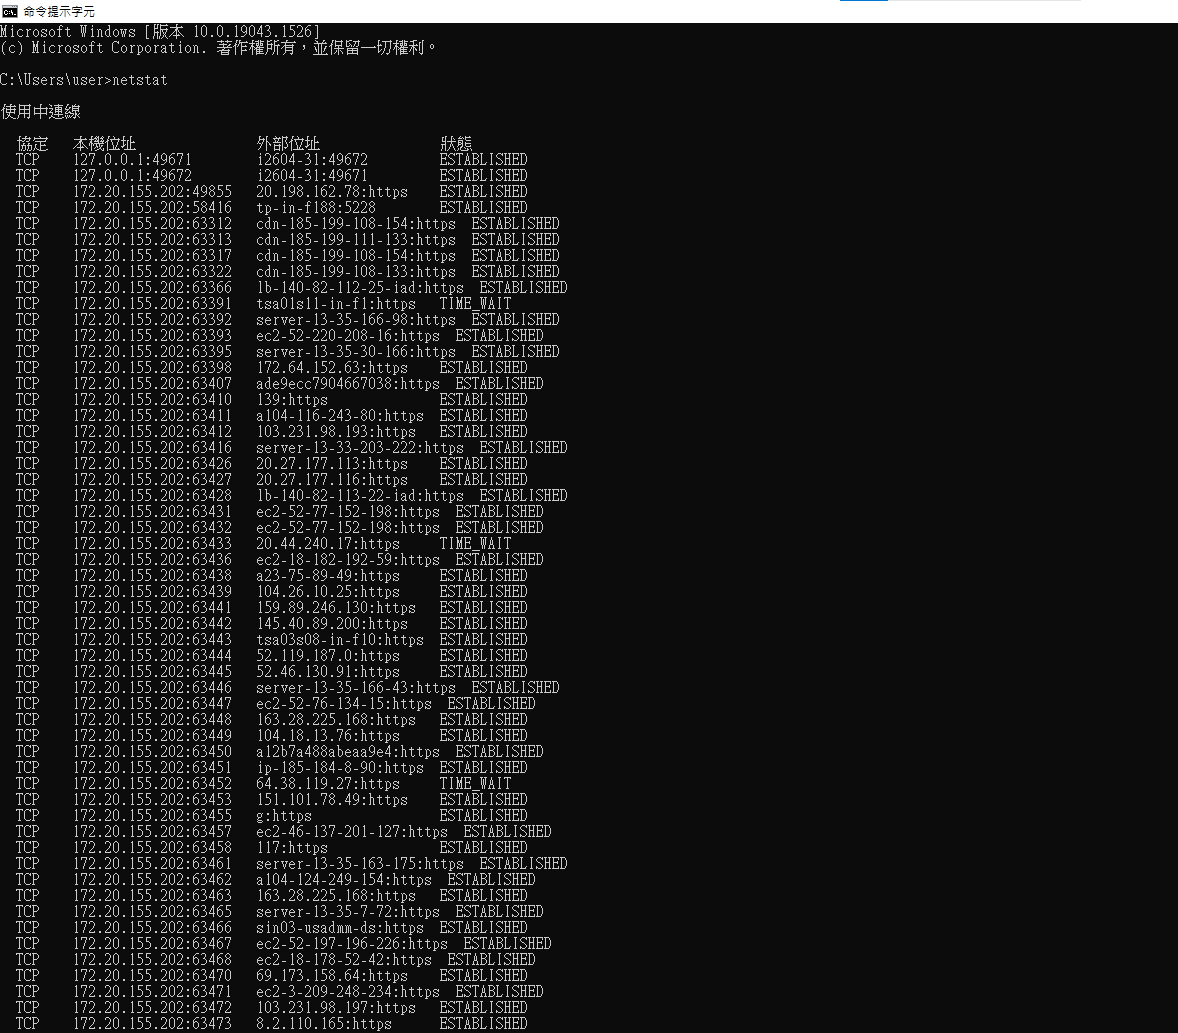 命令提示字元
Microsoft Windows [版本 10.0.19043.1526]
(c) Microsoft Corporation. 著作權所有，並保留一切權利。
C:\Users\user>netstat
使用中連線
協定 本機位址 外部位址 狀態
TCP 127.0.0.1:49671 i2604-31:49672 ESTABLISHED
TCP 127.0.0.1:49672 i2604-31:49671 ESTABLISHED
TCP 172.20.155.202:49855 20.198.162.78:https ESTABLISHED
TCP 172.20.155.202:58416 tp-in-f188:5228 ESTABLISHED
TCP 172.20.155.202:63312 cdn-185-199-108-154:https ESTABLISHED
TCP 172.20.155.202:63313 cdn-185-199-111-133:https ESTABLISHED
TCP 172.20.155.202:63317 cdn-185-199-108-154:https ESTABLISHED
TCP 172.20.155.202:63322 cdn-185-199-108-133:https ESTABLISHED
TCP 172.20.155.202:63366 lb-140-82-112-25-iad:https ESTABLISHED
TCP 172.20.155.202:63391 tsa01s11-in-f1:https TIME_WAIT
TCP 172.20.155.202:63392 server-13-35-166-98:https ESTABLISHED
TCP 172.20.155.202:63393 ec2-52-220-208-16:https ESTABLISHED
TCP 172.20.155.202:63395 server-13-35-30-166:https ESTABLISHED
TCP 172.20.155.202:63398 172.64.152.63:https ESTABLISHED
TCP 172.20.155.202:63407 ade9ecc7904667038:https ESTABLISHED
TCP 172.20.155.202:63410 139:https ESTABLISHED
TCP 172.20.155.202:63411 a104-116-243-80:https ESTABLISHED
TCP 172.20.155.202:63412 103.231.98.193:https ESTABLISHED
TCP 172.20.155.202:63416 server-13-33-203-222:https ESTABLISHED
TCP 172.20.155.202:63426 20.27.177.113:https ESTABLISHED
TCP 172.20.155.202:63427 20.27.177.116:https ESTABLISHED
TCP 172.20.155.202:63428 lb-140-82-113-22-iad:https ESTABLISHED
TCP 172.20.155.202:63431 ec2-52-77-152-198:https ESTABLISHED
TCP 172.20.155.202:63432 ec2-52-77-152-198:https ESTABLISHED
TCP 172.20.155.202:63433 20.44.240.17:https TIME_WAIT
TCP 172.20.155.202:63436 ec2-18-182-192-59:https ESTABLISHED
TCP 172.20.155.202:63438 a23-75-89-49:https ESTABLISHED
TCP 172.20.155.202:63439 104.26.10.25:https ESTABLISHED
TCP 172.20.155.202:63441 159.89.246.130:https ESTABLISHED
TCP 172.20.155.202:63442 145.40.89.200:https ESTABLISHED
TCP 172.20.155.202:63443 tsa03s08-in-f10:https ESTABLISHED
TCP 172.20.155.202:63444 52.119.187.0:https ESTABLISHED
TCP 172.20.155.202:63445 52.46.130.91:https ESTABLISHED
TCP 172.20.155.202:63446 server-13-35-166-43:https ESTABLISHED
TCP 172.20.155.202:63447 ec2-52-76-134-15:https ESTABLISHED
TCP 172.20.155.202:63448 163.28.225.168:https ESTABLISHED
TCP 172.20.155.202:63449 104.18.13.76:https ESTABLISHED
TCP 172.20.155.202:63450 a12b7a488abeaa9e4:https ESTABLISHED
TCP 172.20.155.202:63451 ip-185-184-8-90:https ESTABLISHED
TCP 172.20.155.202:63452 64.38.119.27:https TIME_WAIT
TCP 172.20.155.202:63453 151.101.78.49:https ESTABLISHED
TCP 172.20.155.202:63455 g:https ESTABLISHED
TCP 172.20.155.202:63457 ec2-46-137-201-127:https ESTABLISHED
TCP 172.20.155.202:63458 117:https ESTABLISHED
TCP 172.20.155.202:63461 server-13-35-163-175:https ESTABLISHED
TCP 172.20.155.202:63462 a104-124-249-154:https ESTABLISHED
TCP 172.20.155.202:63463 163.28.225.168:https ESTABLISHED
TCP 172.20.155.202:63465 server-13-35-7-72:https ESTABLISHED
TCP 172.20.155.202:63466 sin03-usadmm-ds:https ESTABLISHED
TCP 172.20.155.202:63467 ec2-52-197-196-226:https ESTABLISHED
TCP 172.20.155.202:63468 ec2-18-178-52-42:https ESTABLISHED
TCP 172.20.155.202:63470 69.173.158.64:https ESTABLISHED
TCP 172.20.155.202:63471 ec2-3-209-248-234:https ESTABLISHED
TCP 172.20.155.202:63472 103.231.98.197:https ESTABLISHED
TCP 172.20.155.202:63473 8.2.110.165:https ESTABLISHED